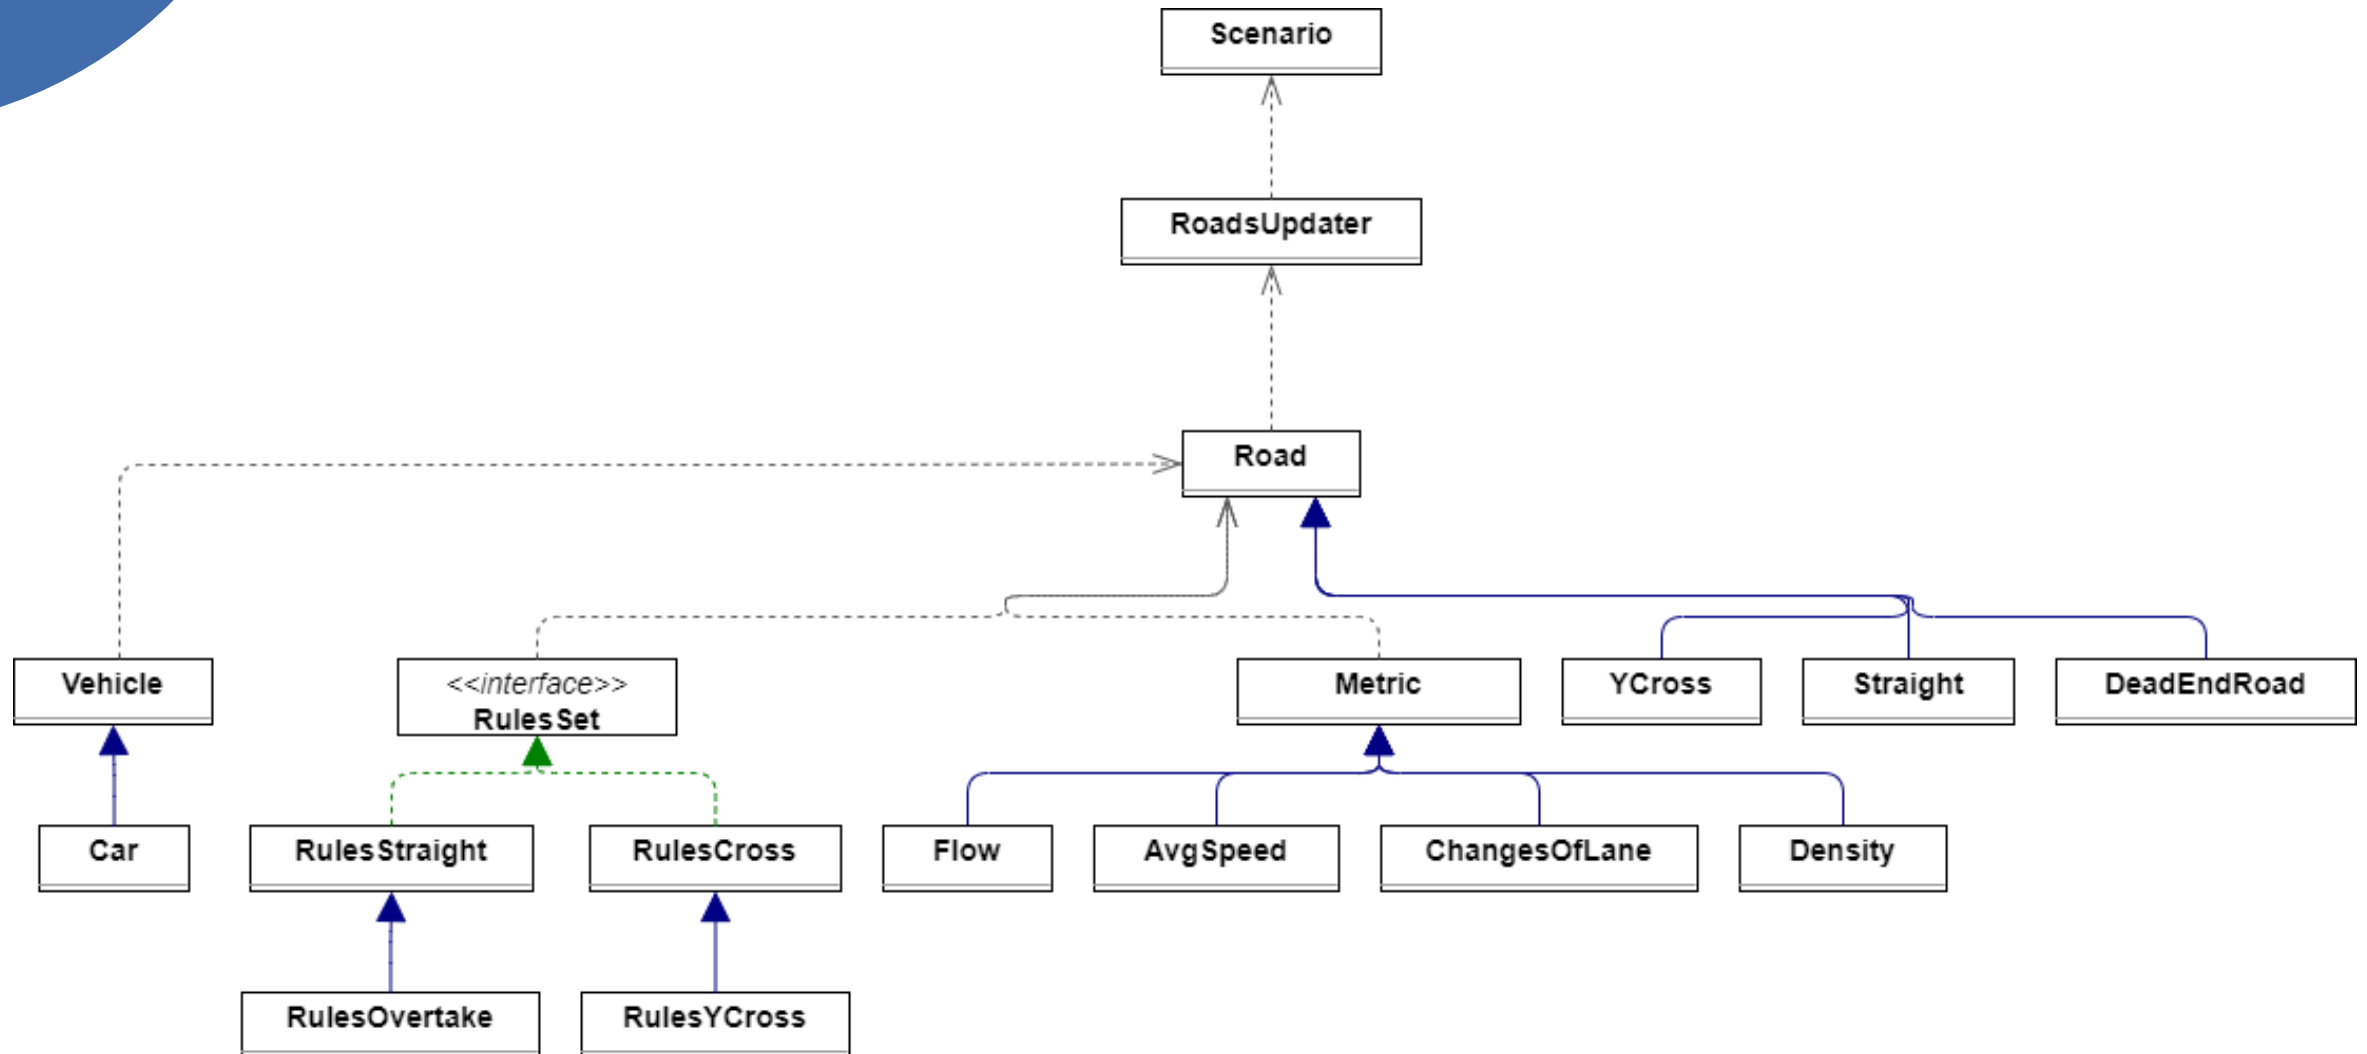 Scenario
RoadsUpdater
Road
Vehicle
<<interface>>
RulesSet
Metric
YCross
Straight
DeadEndRoad
Car
RulesStraight
RulesCross
Flow
AvgSpeed
ChangesOfLane
Density
RulesOvertake
RulesYCross